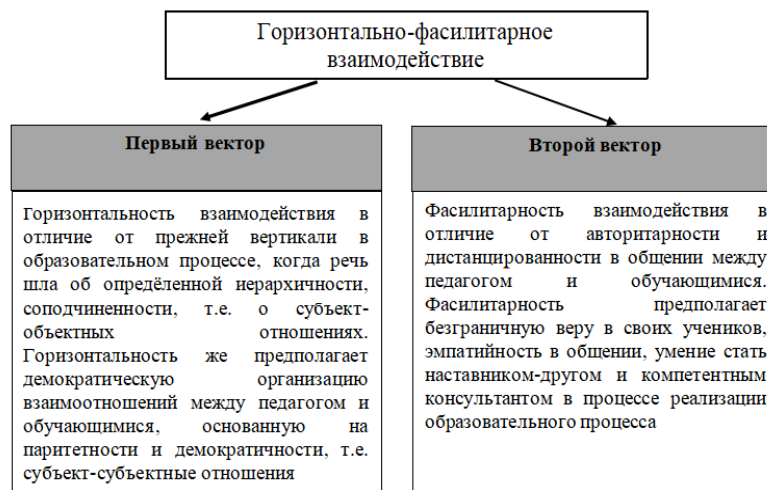 Горизонтально-фасилитарное
взаимодействие
Первый вектор
Горизонтальность взаимодействия в
отличие от прежней вертикали в
образовательном процессе, когда речь
шла об опредёленной иерархичности,
соподчиненности, т.е. о субъект-
объектных отношениях.
Горизонтальность же предполагает
демократическую организацию
взаимоотношений между педагогом и
обучающимися, основанную на
паритетности и демократичности, т.е.
субъект-субъектные отношения
Второй вектор
Фасилитарность взаимодействия в
отличие от авторитарности и
дистанцированности в общении между
педагогом и обучающимися.
Фасилитарность предполагает
безграничную веру в своих учеников,
эмпатийность в общении, умение стать
наставником-другом и компетентным
консультантом в процессе реализации
образовательного процесса